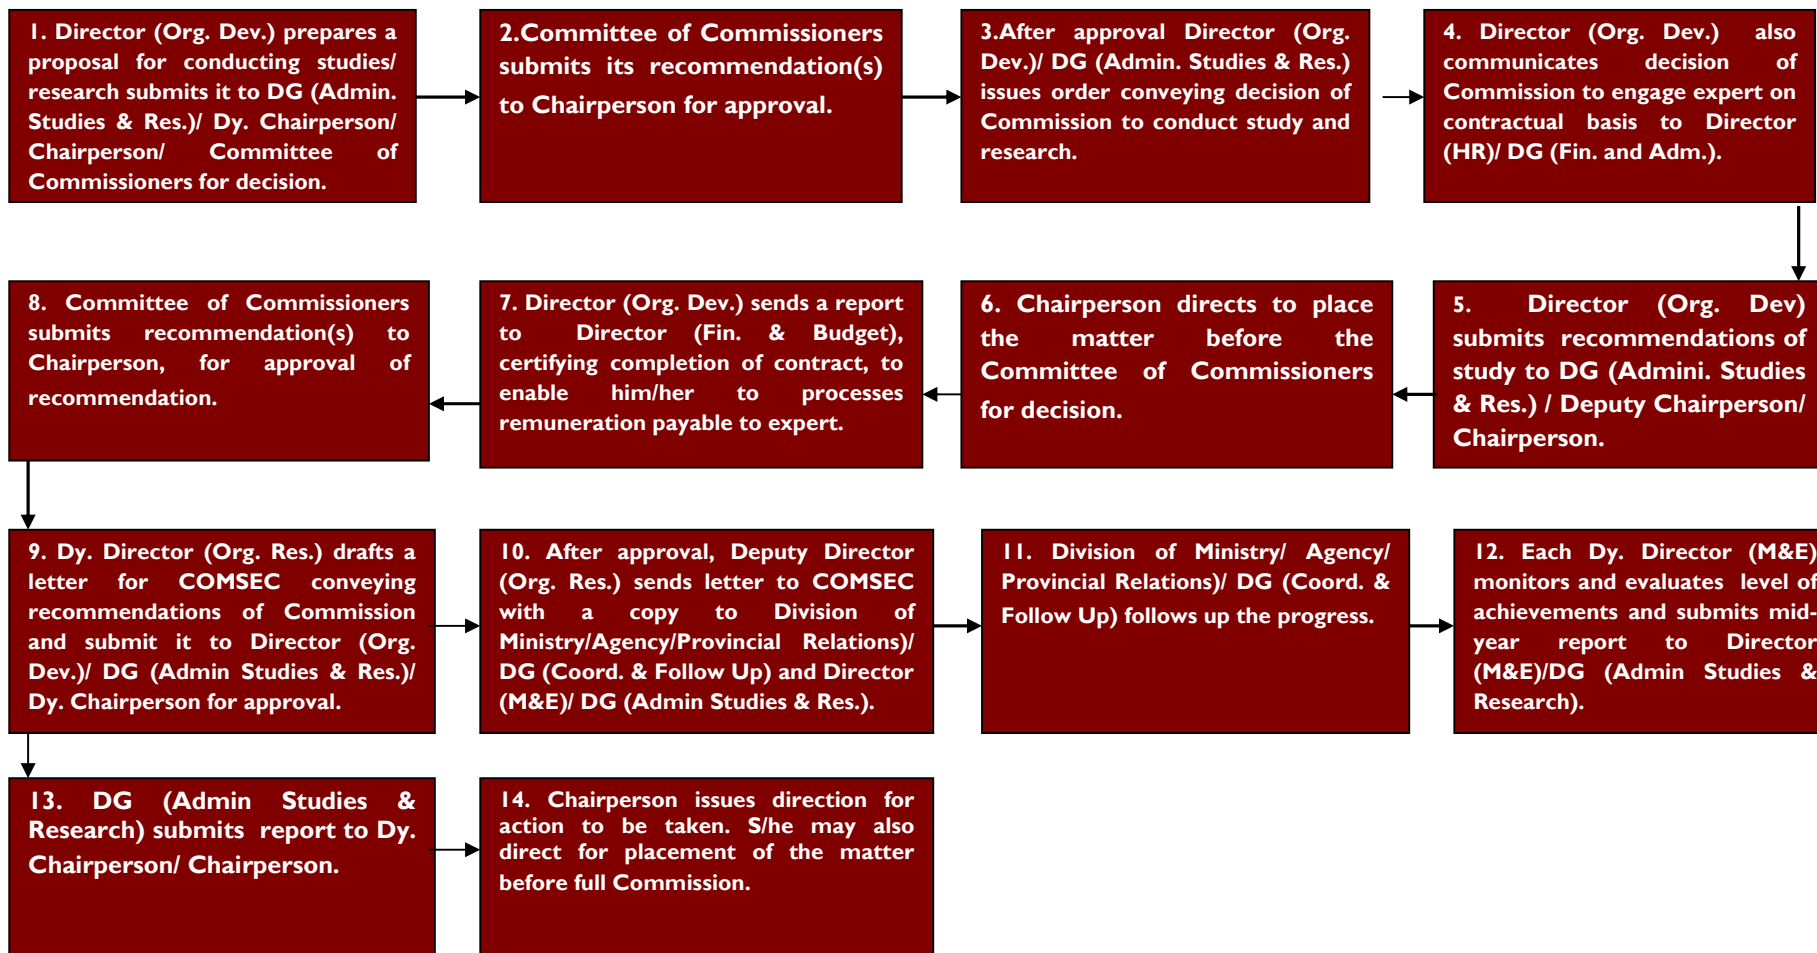 1. Director (Org. Dev.) prepares a
proposal for conducting studies/
research submits it to DG (Admin.
Studies & Res.)/ Dy. Chairperson/
Chairperson/ Committee of
Commissioners for decision.
2.Committee of Commissioners
submits its recommendation(s)
to Chairperson for approval.
3.After approval Director (Org.
Dev.)/ DG (Admin. Studies & Res.)
issues order conveying decision of
Commission to conduct study and
research.
4. Director (Org. Dev.) also
communicates decision of
Commission to engage expert on
contractual basis to Director
(HR)/ DG (Fin. and Adm.).
5. Director (Org. Dev)
submits recommendations of
study to DG (Admini. Studies
& Res.) / Deputy Chairperson/
Chairperson.
6. Chairperson directs to place
the matter before the
Committee of Commissioners
for decision.
7. Director (Org. Dev.) sends a report
to Director (Fin. & Budget),
certifying completion of contract, to
enable him/her to processes
remuneration payable to expert.
8. Committee of Commissioners
submits recommendation(s) to
Chairperson, for approval of
recommendation.
9. Dy. Director (Org. Res.) drafts a
letter for COMSEC conveying
recommendations of Commission
and submit it to Director (Org.
Dev.)/ DG (Admin Studies & Res.)/
Dy. Chairperson for approval.
10. After approval, Deputy Director
(Org. Res.) sends letter to COMSEC
with a copy to Division of
Ministry/Agency/Provincial Relations)/
DG (Coord. & Follow Up) and Director
(M&E)/ DG (Admin Studies & Res.).
11. Division of Ministry/ Agency/
Provincial Relations)/ DG (Coord. &
Follow Up) follows up the progress.
12. Each Dy. Director (M&E)
monitors and evaluates level of
achievements and submits mid-
year report to Director
(M&E)/DG (Admin Studies &
Research).
13. DG (Admin Studies &
Research) submits report to Dy.
Chairperson/ Chairperson.
14. Chairperson issues direction for
action to be taken. S/he may also
direct for placement of the matter
before full Commission.